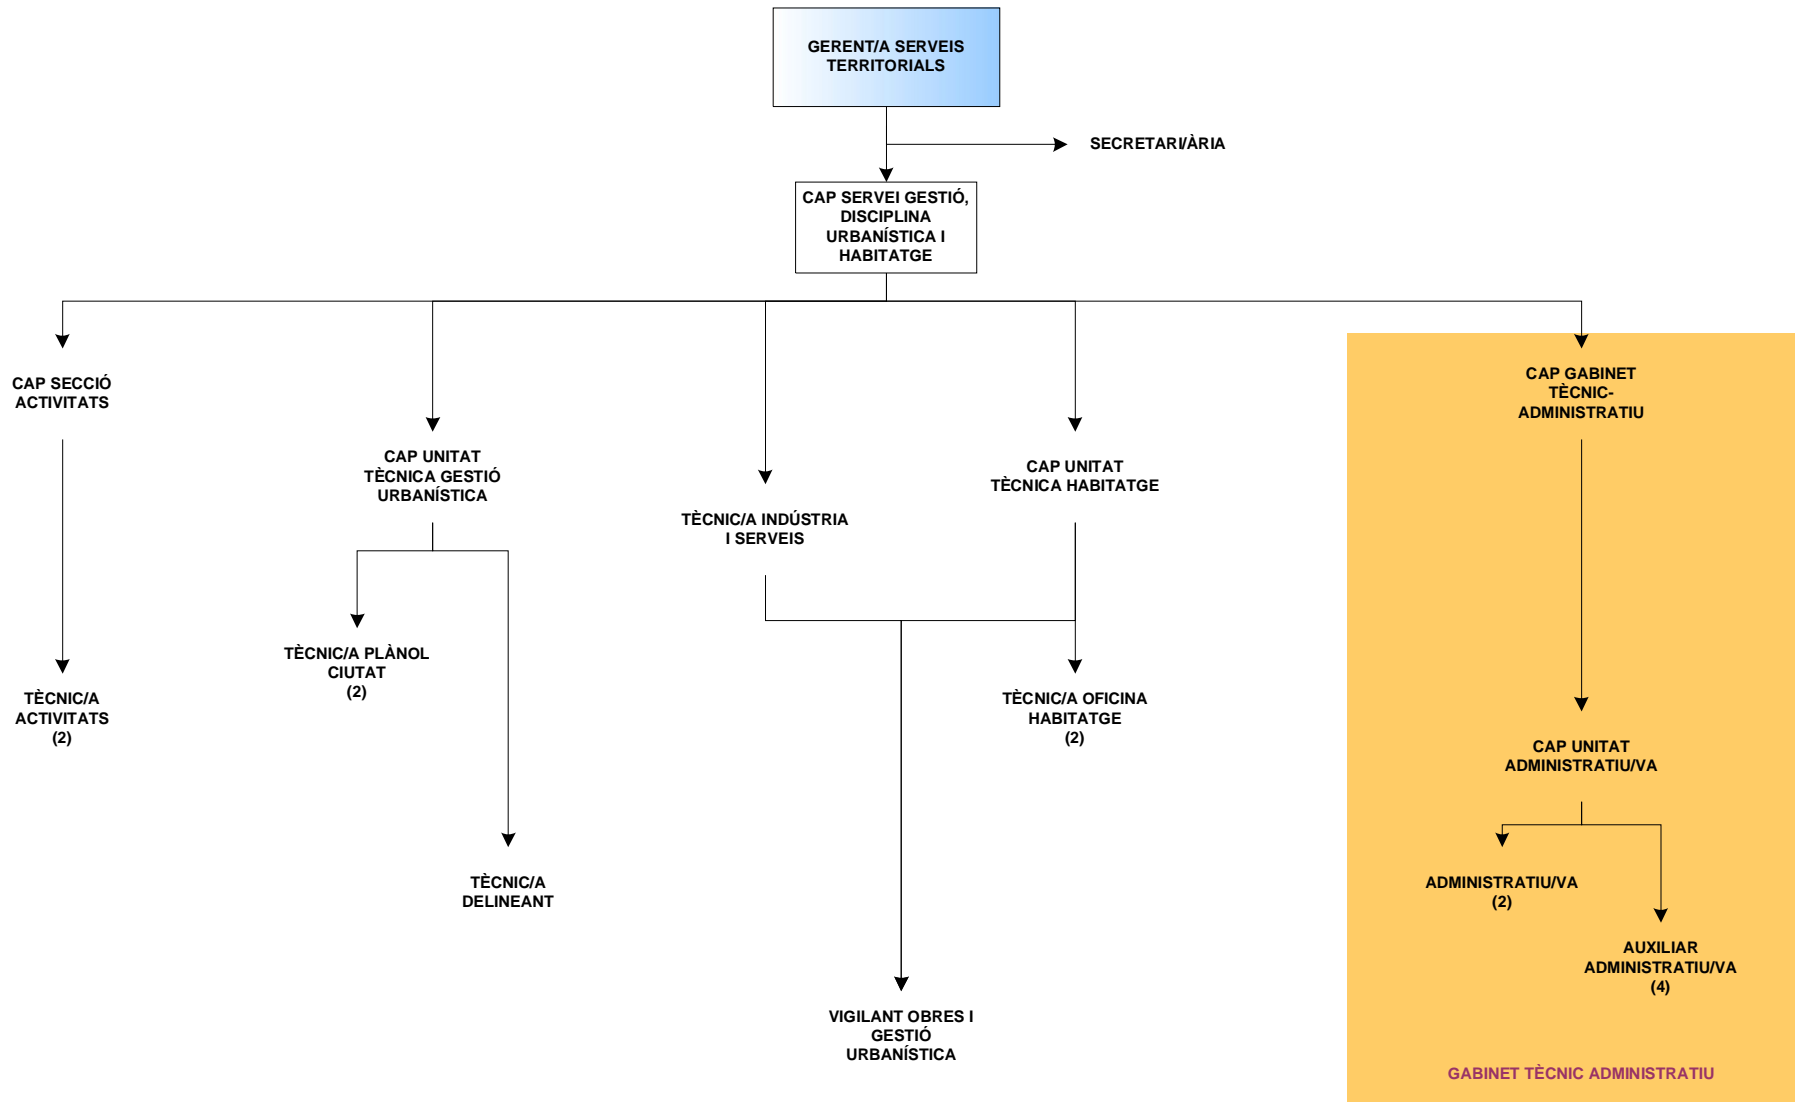 GERENT/A SERVEIS
TERRITORIALS
SECRETARI/ÀRIA
CAP SERVEI GESTIÓ,
DISCIPLINA
URBANÍSTICA I
HABITATGE
CAP SECCIÓ
ACTIVITATS
CAP GABINET
TÈCNIC-
ADMINISTRATIU
CAP UNITAT
TÈCNICA GESTIÓ
URBANÍSTICA
CAP UNITAT
TÈCNICA HABITATGE
TÈCNIC/A INDÚSTRIA
I SERVEIS
TÈCNIC/A PLÀNOL
CIUTAT
(2)
TÈCNIC/A
ACTIVITATS
(2)
TÈCNIC/A OFICINA
HABITATGE
(2)
CAP UNITAT
ADMINISTRATIU/VA
TÈCNIC/A
DELINEANT
ADMINISTRATIU/VA
(2)
AUXILIAR
ADMINISTRATIU/VA
(4)
VIGILANT OBRES I
GESTIÓ
URBANÍSTICA
GABINET TÈCNIC ADMINISTRATIU